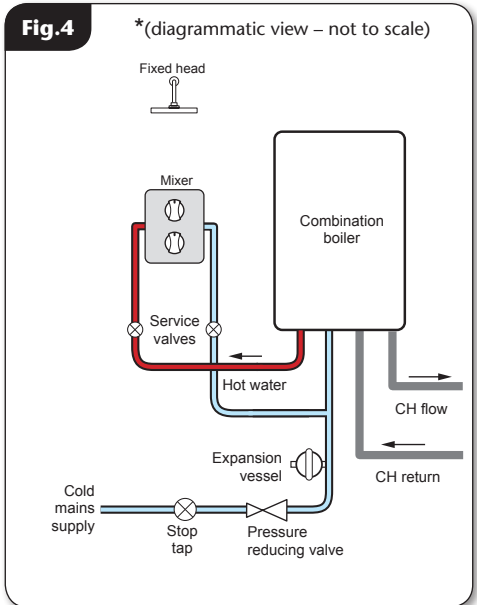 Fig.4
*(diagrammatic view – not to scale)
Fixed head
Mixer
Combination
boiler
Service
valves
Hot water
CH flow
Expansion
vessel
CH return
Cold
mains
supply
Stop
tap
Pressure
reducing valve